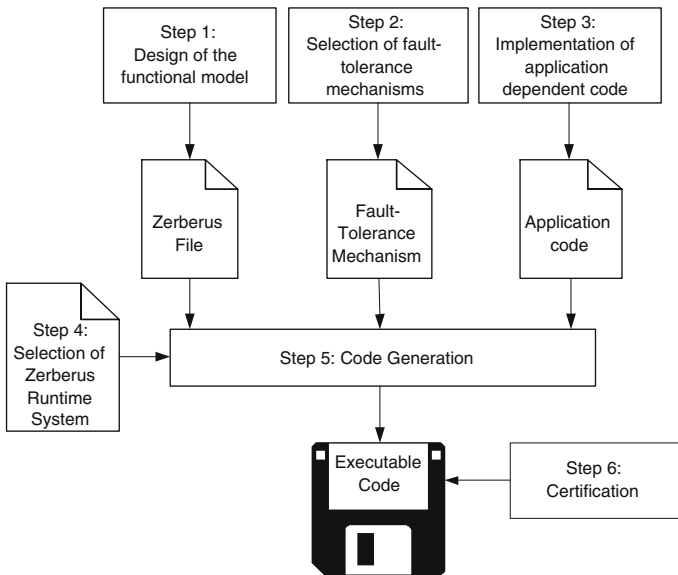 Step 1:
Design of the
functional model
Step 2:
Selection of fault-
tolerance
mechanisms
Step 3:
Implementation of
application
dependent code
Zerberus
File
Fault-
Tolerance
Mechanism
Application
code
Step 4:
Selection of
Zerberus
Runtime
System
Step 5: Code Generation
Executable
Code
Step 6:
Certification